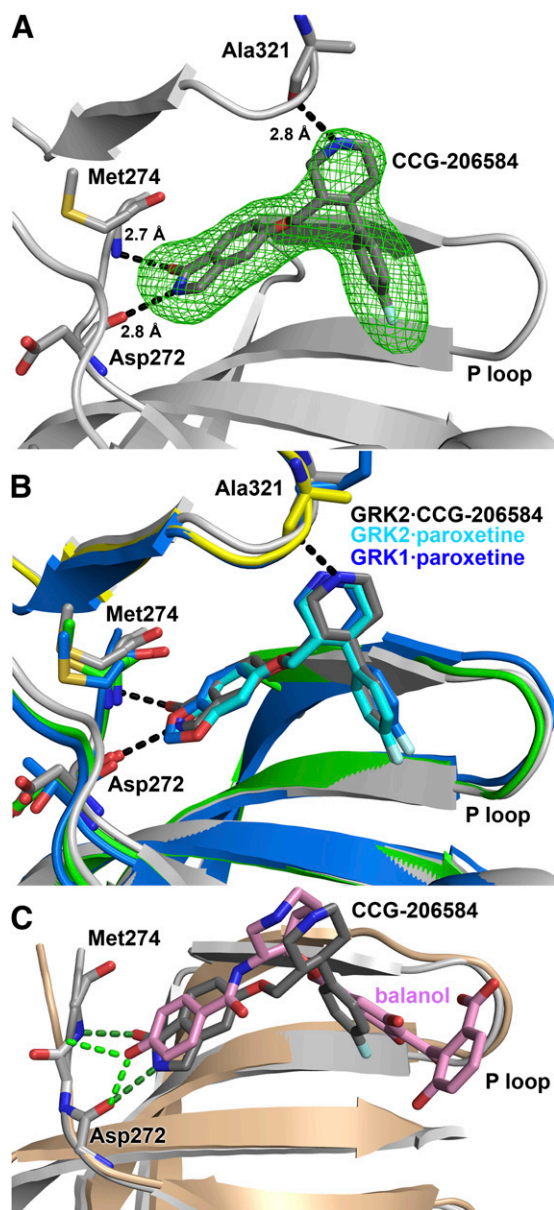 A
Ala321
2.8 Å
CCG-206584
Met274
2.7 Å
2.8 Å
Asp272
P loop
B
Ala321
GRK2·CCG-206584
GRK2·paroxetine
GRK1·paroxetine
Met274
Asp272
P loop
C
CCG-206584
Met274
balanol
P loop
Asp272